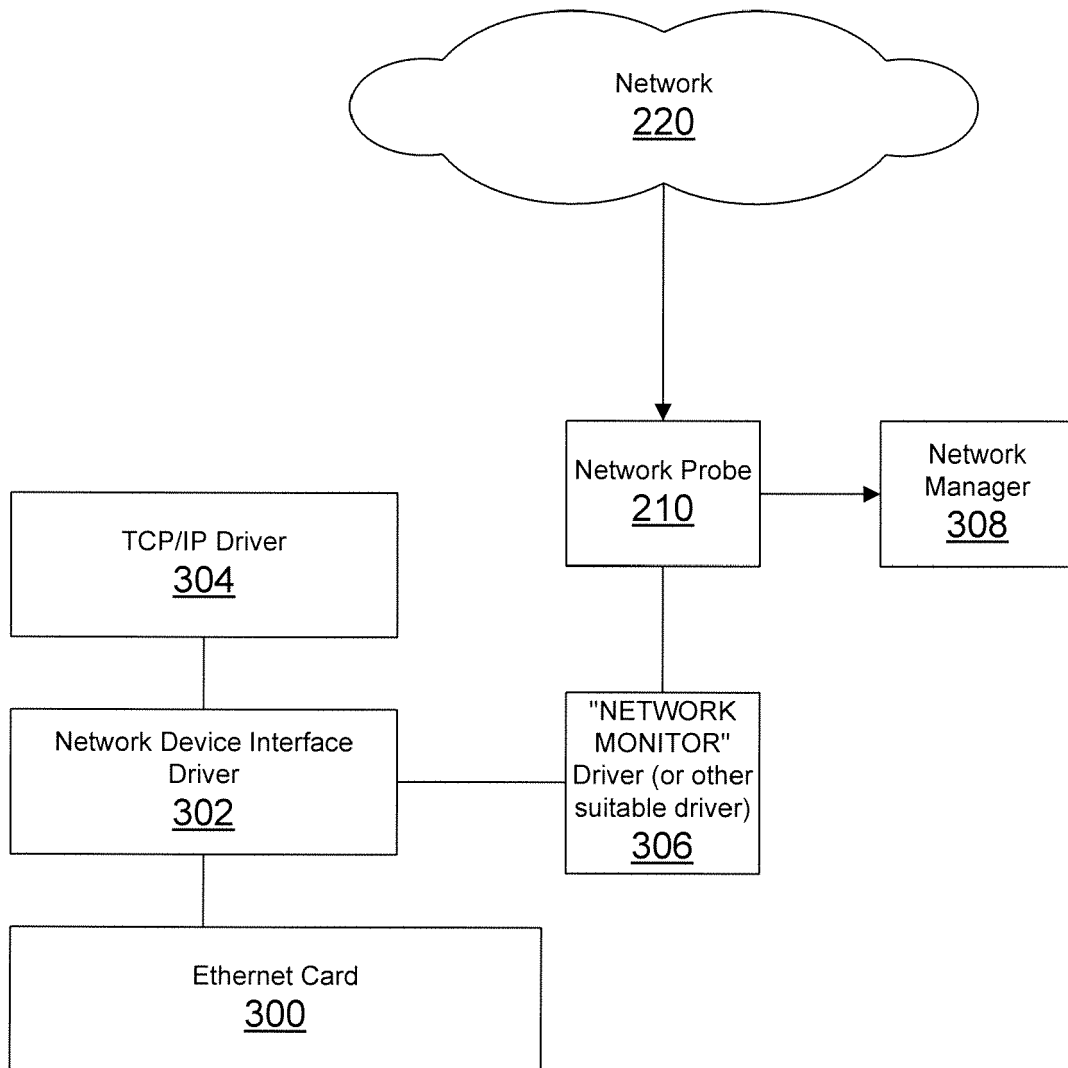 Network
220
Network Probe
210
Network
Manager
308
TCP/IP Driver
304
Network Device Interface
Driver
302
"NETWORK
MONITOR"
Driver (or other
suitable driver)
306
Ethernet Card
300